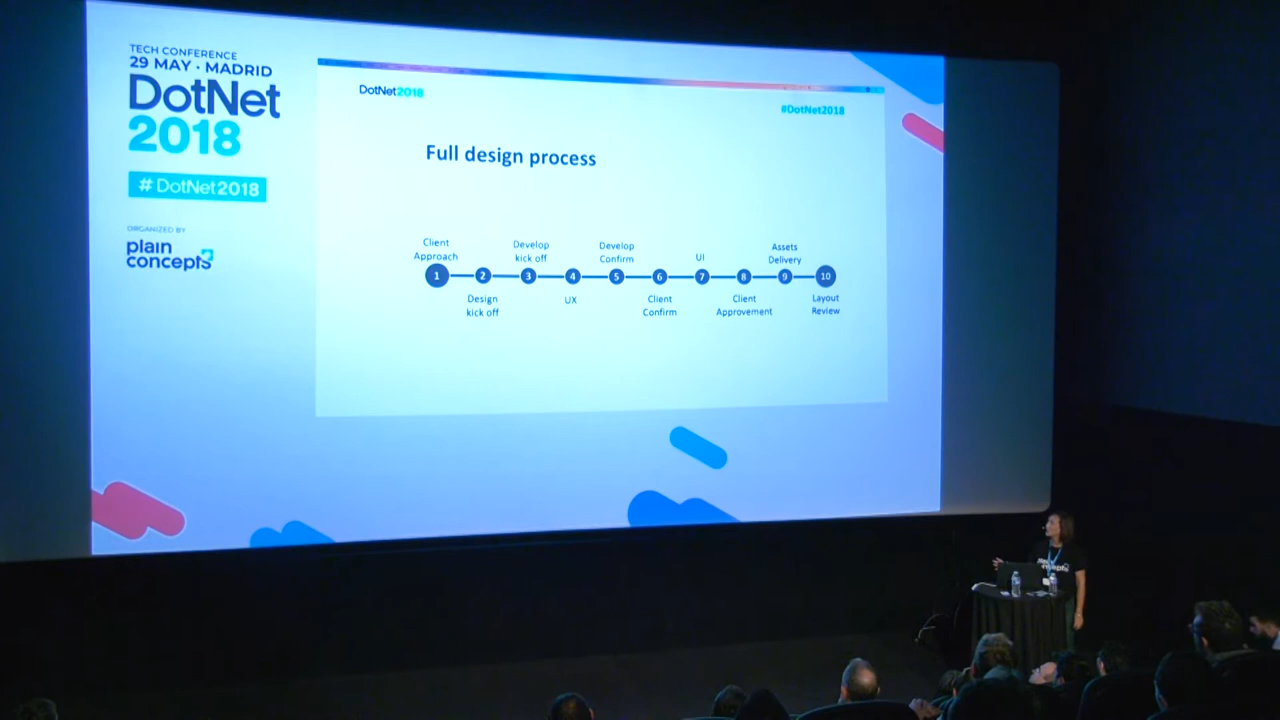 TECH CONFERENCE
29 MAY · MADRID
DotNet
2018
# DotNet2018
ORGANIZED BY
plain
concepts
DotNet2018
#DotNet2018
Full design process
Client
Approach
Develop
kick off
Develop
Confirm
UI
Assets
Delivery
1 2 3 4 5 6 7 8 9 10
Design
kick off
UX
Client
Confirm
Client
Approvement
Layout
Review